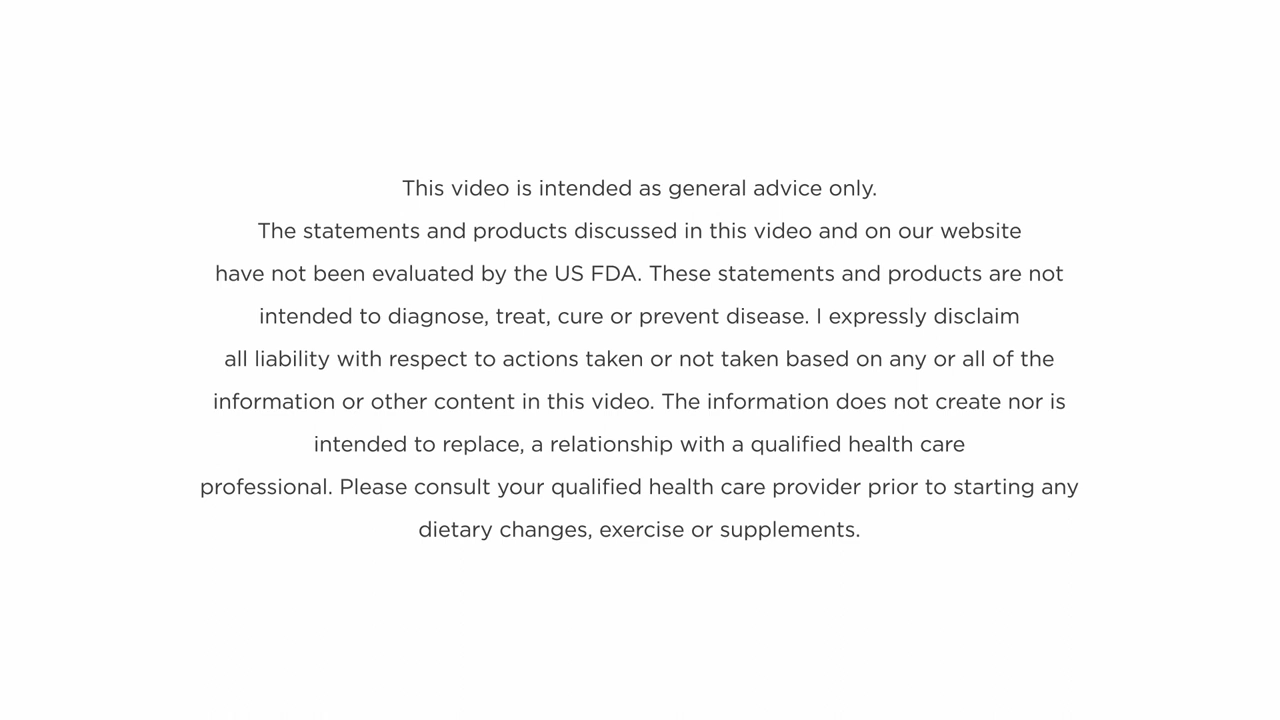 This video is intended as general advice only.
The statements and products discussed in this video and on our website
have not been evaluated by the US FDA. These statements and products are not
intended to diagnose, treat, cure or prevent disease. I expressly disclaim
all liability with respect to actions taken or not taken based on any or all of the
information or other content in this video. The information does not create nor is
intended to replace, a relationship with a qualified health care
professional. Please consult your qualified health care provider prior to starting any
dietary changes, exercise or supplements.